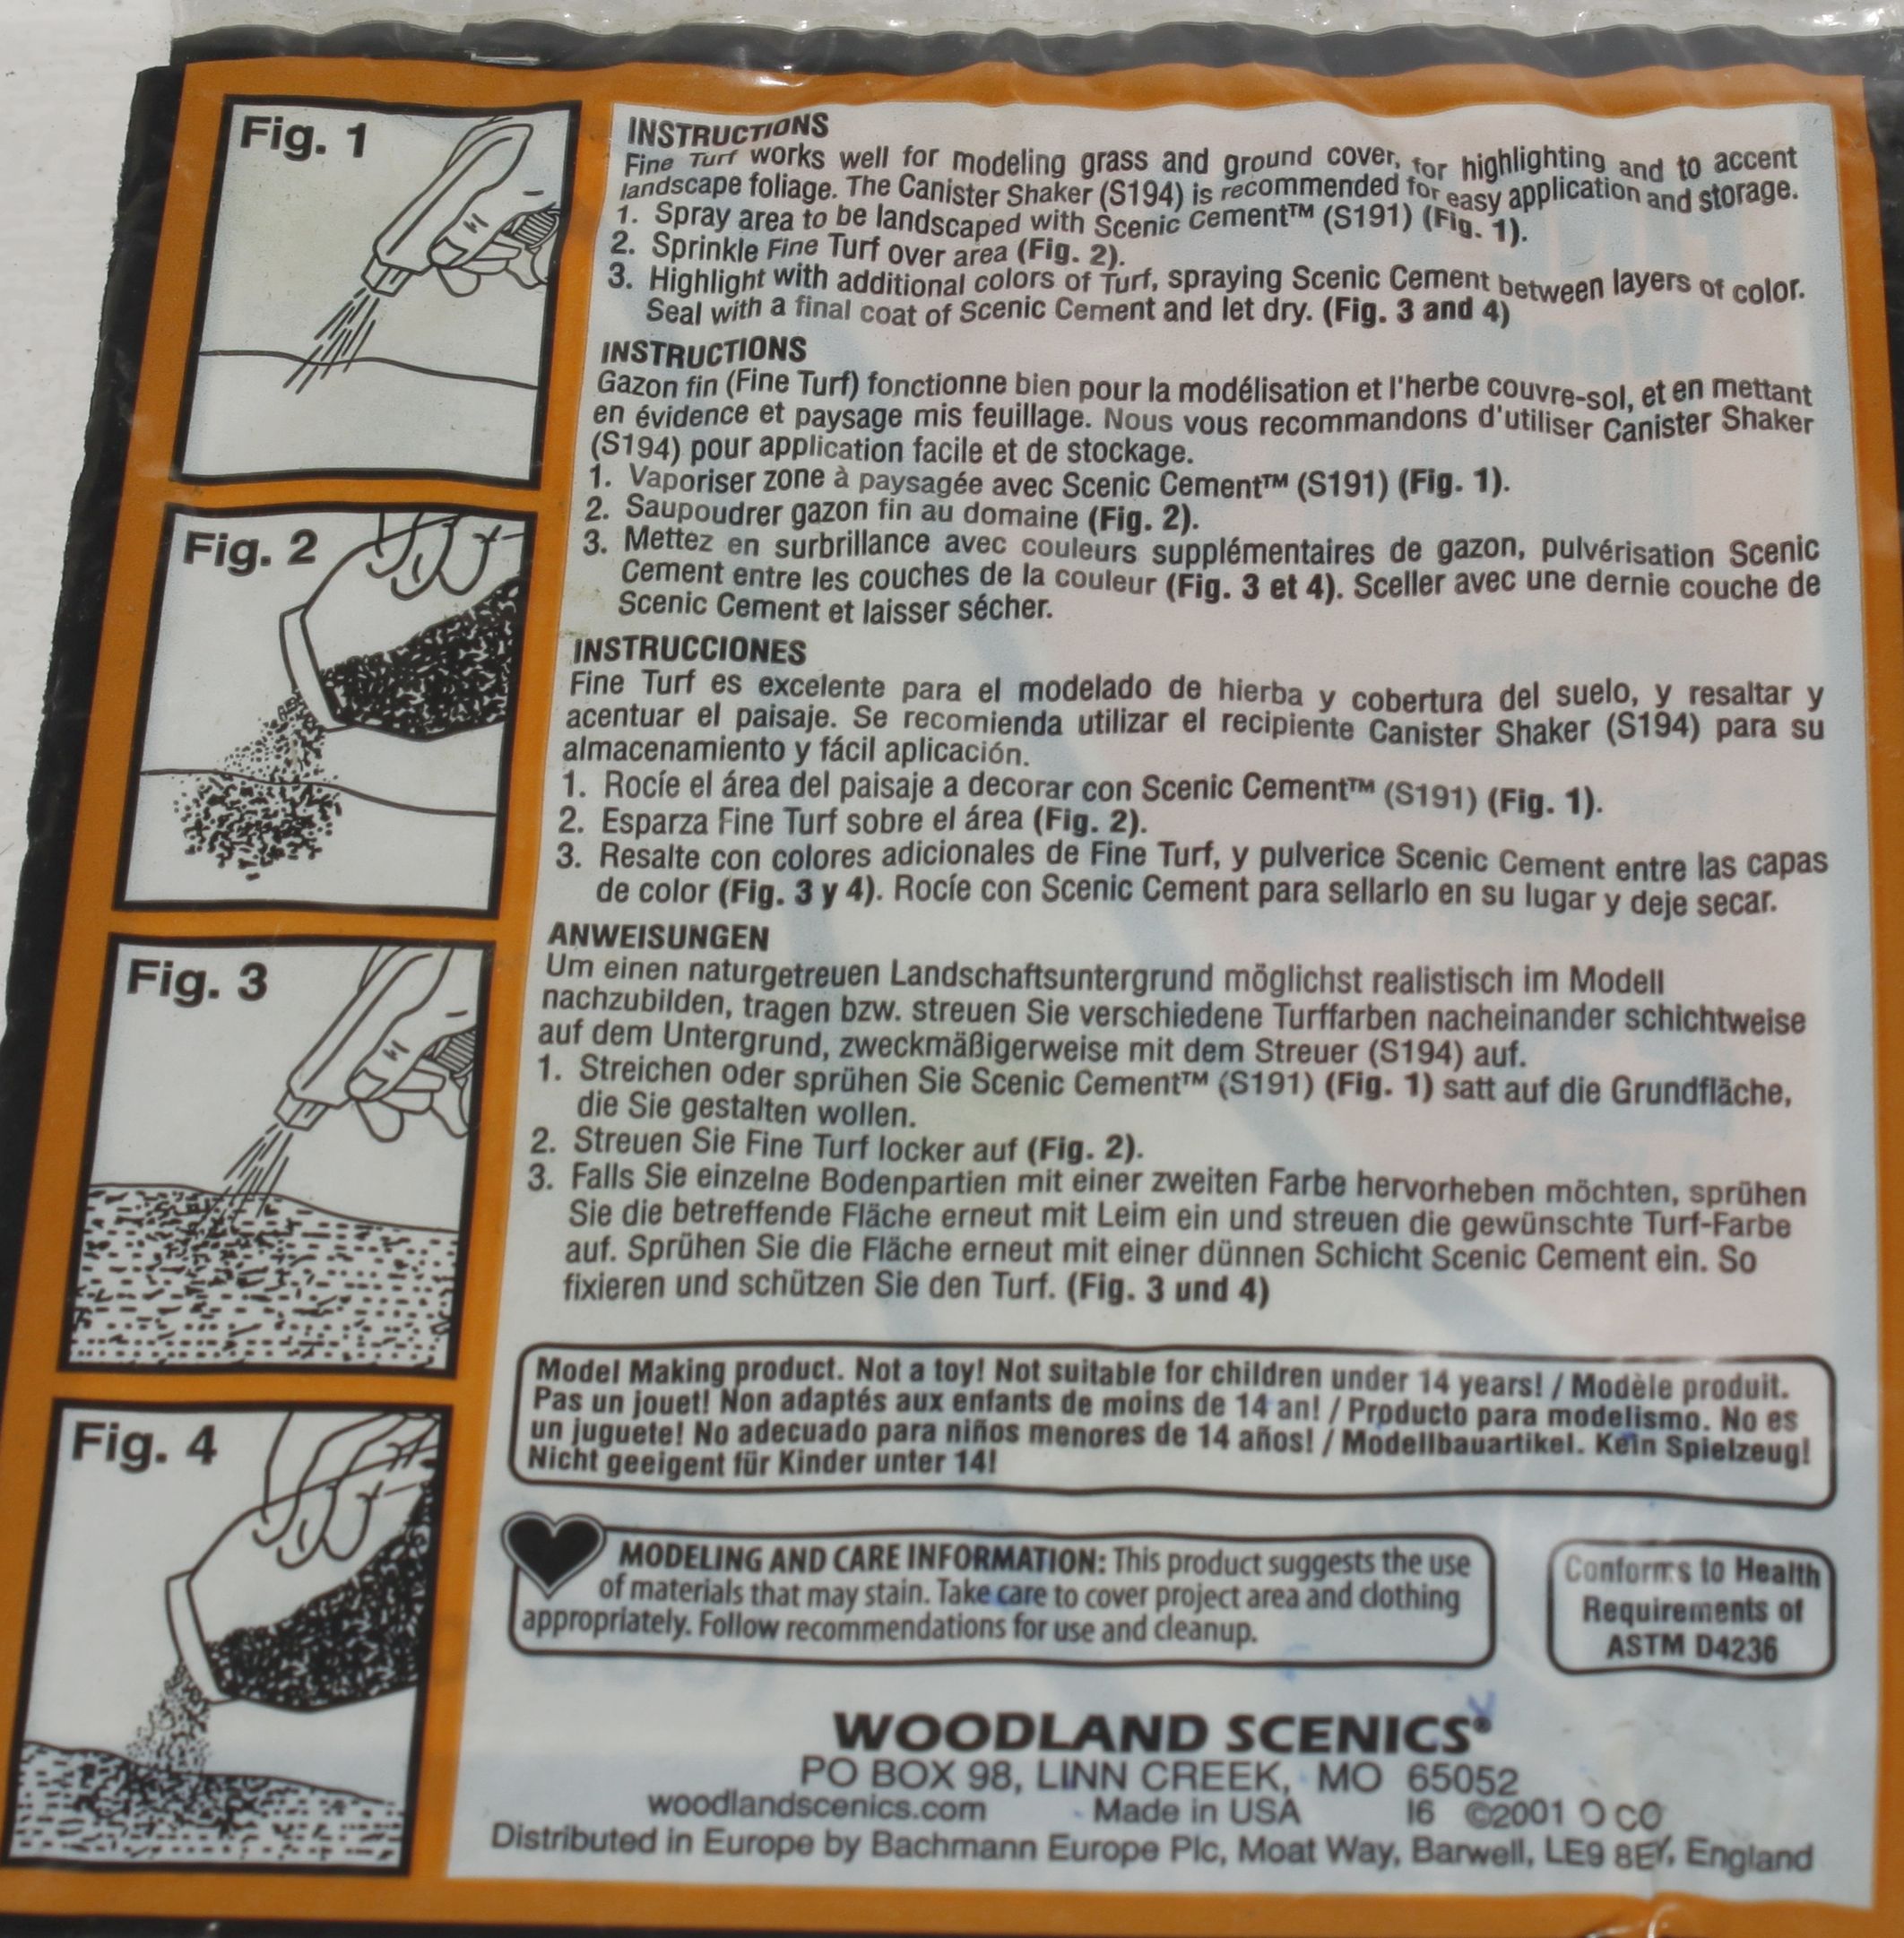 Fig. 1
Fig. 2
Fig. 3
Fig. 4
INSTRUCTIONS
Fine Turf works well for modeling grass and ground cover, for highlighting and to accent
landscape foliage. The Canister Shaker (S194) is recommended for easy application and storage.
1. Spray area to be landscaped with Scenic Cement™ (S191) (Fig. 1).
2. Sprinkle Fine Turf over area (Fig. 2).
3. Highlight with additional colors of Turf, spraying Scenic Cement between layers of color.
Seal with a final coat of Scenic Cement and let dry. (Fig. 3 and 4)
INSTRUCTIONS
Gazon fin (Fine Turf) fonctionne bien pour la modélisation et l'herbe couvre-sol, et en mettant
en évidence et paysage mis feuillage. Nous vous recommandons d'utiliser Canister Shaker
(S194) pour application facile et de stockage.
1. Vaporiser zone à paysagée avec Scenic Cement™ (S191) (Fig. 1).
2. Saupoudrer gazon fin au domaine (Fig. 2).
3. Mettez en surbrillance avec couleurs supplémentaires de gazon, pulvérisation Scenic
Cement entre les couches de la couleur (Fig. 3 et 4). Sceller avec une dernie couche de
Scenic Cement et laisser sécher.
INSTRUCCIONES
Fine Turf es excelente para el modelado de hierba y cobertura del suelo, y resaltar y
acentuar el paisaje. Se recomienda utilizar el recipiente Canister Shaker (S194) para su
almacenamiento y fácil aplicación.
1. Rocíe el área del paisaje a decorar con Scenic Cement™ (S191) (Fig. 1).
2. Esparza Fine Turf sobre el área (Fig. 2).
3. Resalte con colores adicionales de Fine Turf, y pulverice Scenic Cement entre las capas
de color (Fig. 3 y 4). Rocíe con Scenic Cement para sellarlo en su lugar y deje secar.
ANWEISUNGEN
Um einen naturgetreuen Landschaftsuntergrund möglichst realistisch im Modell
nachzubilden, tragen bzw. streuen Sie verschiedene Turffarben nacheinander schichtweise
auf dem Untergrund, zweckmäßigerweise mit dem Streuer (S194) auf.
1. Streichen oder sprühen Sie Scenic Cement™ (S191) (Fig. 1) satt auf die Grundfläche,
die Sie gestalten wollen.
2. Streuen Sie Fine Turf locker auf (Fig. 2).
3. Falls Sie einzelne Bodenpartien mit einer zweiten Farbe hervorheben möchten, sprühen
Sie die betreffende Fläche erneut mit Leim ein und streuen die gewünschte Turf-Farbe
auf. Sprühen Sie die Fläche erneut mit einer dünnen Schicht Scenic Cement ein. So
fixieren und schützen Sie den Turf. (Fig. 3 und 4)
Model Making product. Not a toy! Not suitable for children under 14 years! / Modèle produit.
Pas un jouet! Non adaptés aux enfants de moins de 14 an! / Producto para modelismo. No es
un juguete! No adecuado para niños menores de 14 años! / Modellbauartikel. Kein Spielzeug!
Nicht geeigent für Kinder unter 14!
MODELING AND CARE INFORMATION: This product suggests the use
of materials that may stain. Take care to cover project area and clothing
appropriately. Follow recommendations for use and cleanup.
Conforms to Health
Requirements of
ASTM D4236
WOODLAND SCENICS®
PO BOX 98, LINN CREEK, MO 65052
woodlandscenics.com Made in USA I6 ©2001 O CO
Distributed in Europe by Bachmann Europe Plc, Moat Way, Barwell, LE9 8EY, England